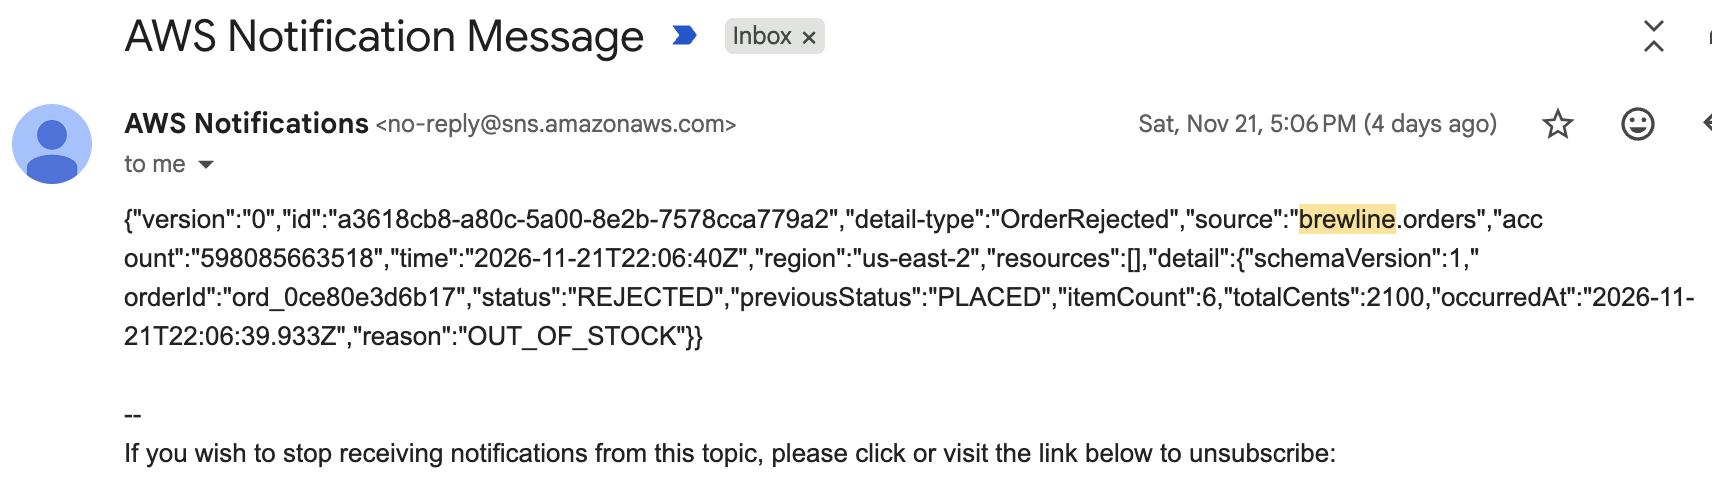 AWS Notification Message
Inbox ×
AWS Notifications <no-reply@sns.amazonaws.com>
Sat, Nov 21, 5:06 PM (4 days ago)
to me
{"version":"0","id":"a3618cb8-a80c-5a00-8e2b-7578cca779a2","detail-type":"OrderRejected","source":"brewline.orders","acc
ount":"598085663518","time":"2026-11-21T22:06:40Z","region":"us-east-2","resources":[],"detail":{"schemaVersion":1,"
orderId":"ord_0ce80e3d6b17","status":"REJECTED","previousStatus":"PLACED","itemCount":6,"totalCents":2100,"occurredAt":"2026-11-
21T22:06:39.933Z","reason":"OUT_OF_STOCK"}}
--
If you wish to stop receiving notifications from this topic, please click or visit the link below to unsubscribe: